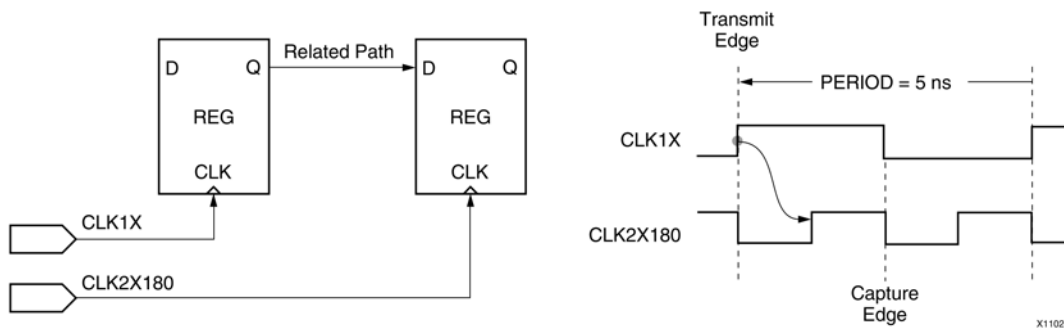 D Q
REG
CLK
Related Path
D Q
REG
CLK
CLK1X
CLK2X180
Transmit
Edge
PERIOD = 5 ns
CLK1X
CLK2X180
Capture
Edge
X1102